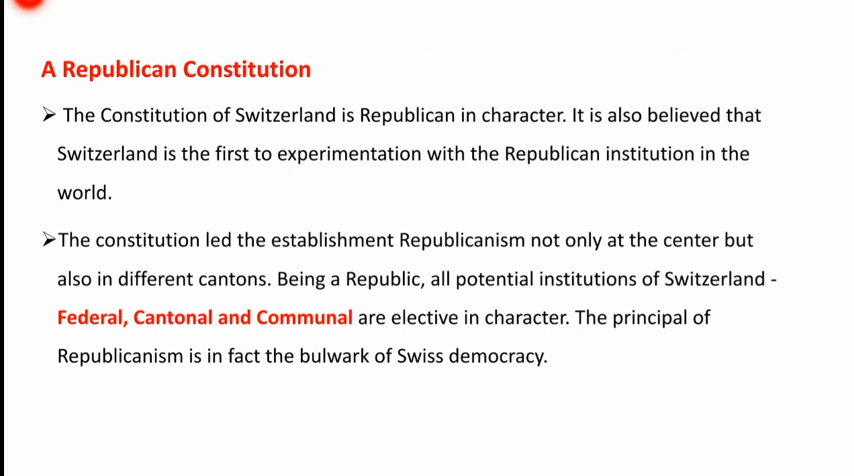 A Republican Constitution
➢ The Constitution of Switzerland is Republican in character. It is also believed that
Switzerland is the first to experimentation with the Republican institution in the
world.
➢The constitution led the establishment Republicanism not only at the center but
also in different cantons. Being a Republic, all potential institutions of Switzerland -
Federal, Cantonal and Communal are elective in character. The principal of
Republicanism is in fact the bulwark of Swiss democracy.